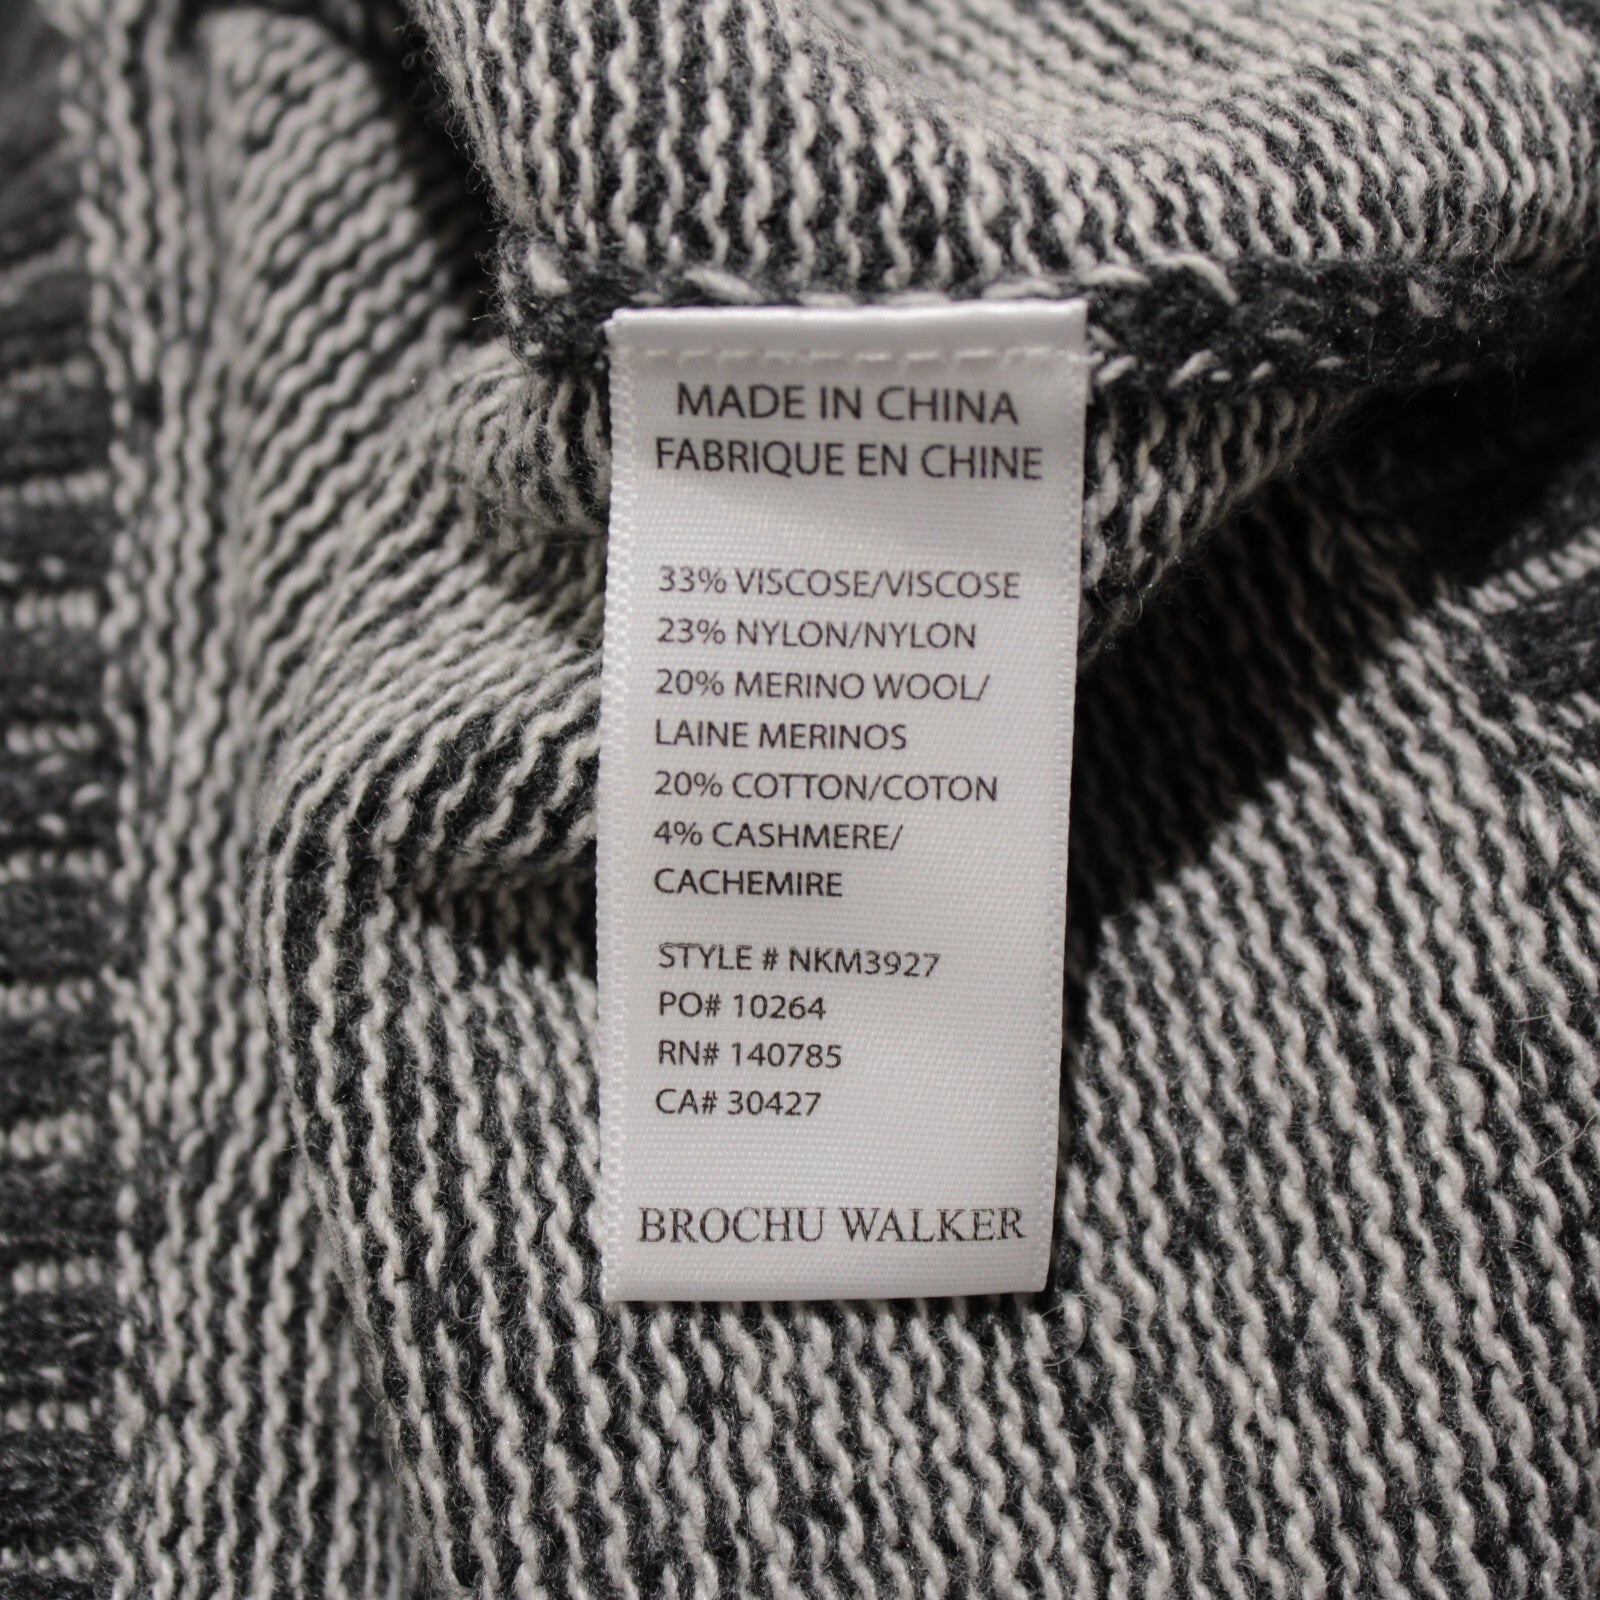 MADE IN CHINA
FABRIQUE EN CHINE
33% VISCOSE/VISCOSE
23% NYLON/NYLON
20% MERINO WOOL/
LAINE MERINOS
20% COTTON/COTON
4% CASHMERE/
CACHEMIRE
STYLE # NKM3927
PO# 10264
RN# 140785
CA# 30427
BROCHU WALKER